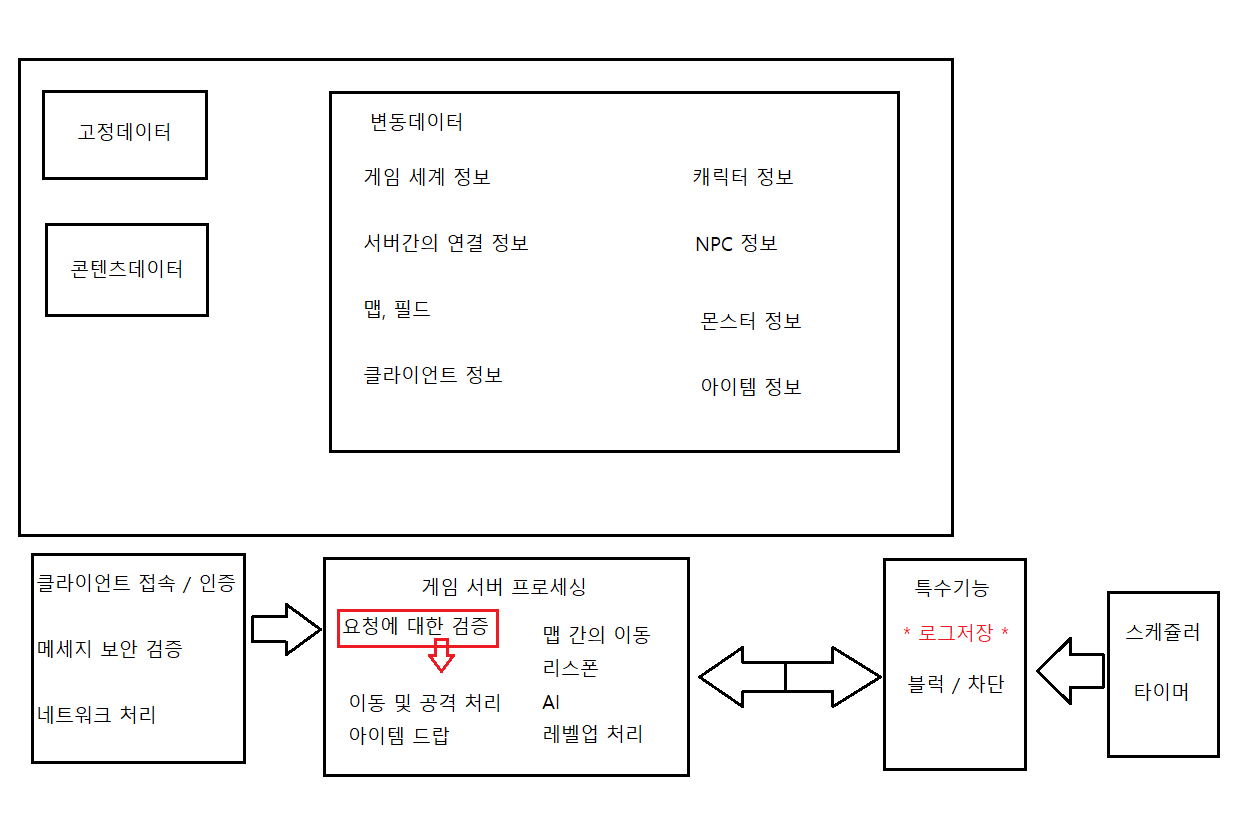 고정데이터
콘텐츠데이터
변동데이터
게임 세계 정보
서버간의 연결 정보
맵, 필드
클라이언트 정보
캐릭터 정보
NPC 정보
몬스터 정보
아이템 정보
클라이언트 접속 / 인증
메세지 보안 검증
네트워크 처리
게임 서버 프로세싱
요청에 대한 검증
이동 및 공격 처리
아이템 드랍
맵 간의 이동
리스폰
AI
레벨업 처리
특수기능
* 로그저장 *
블럭 / 차단
스케쥴러
타이머